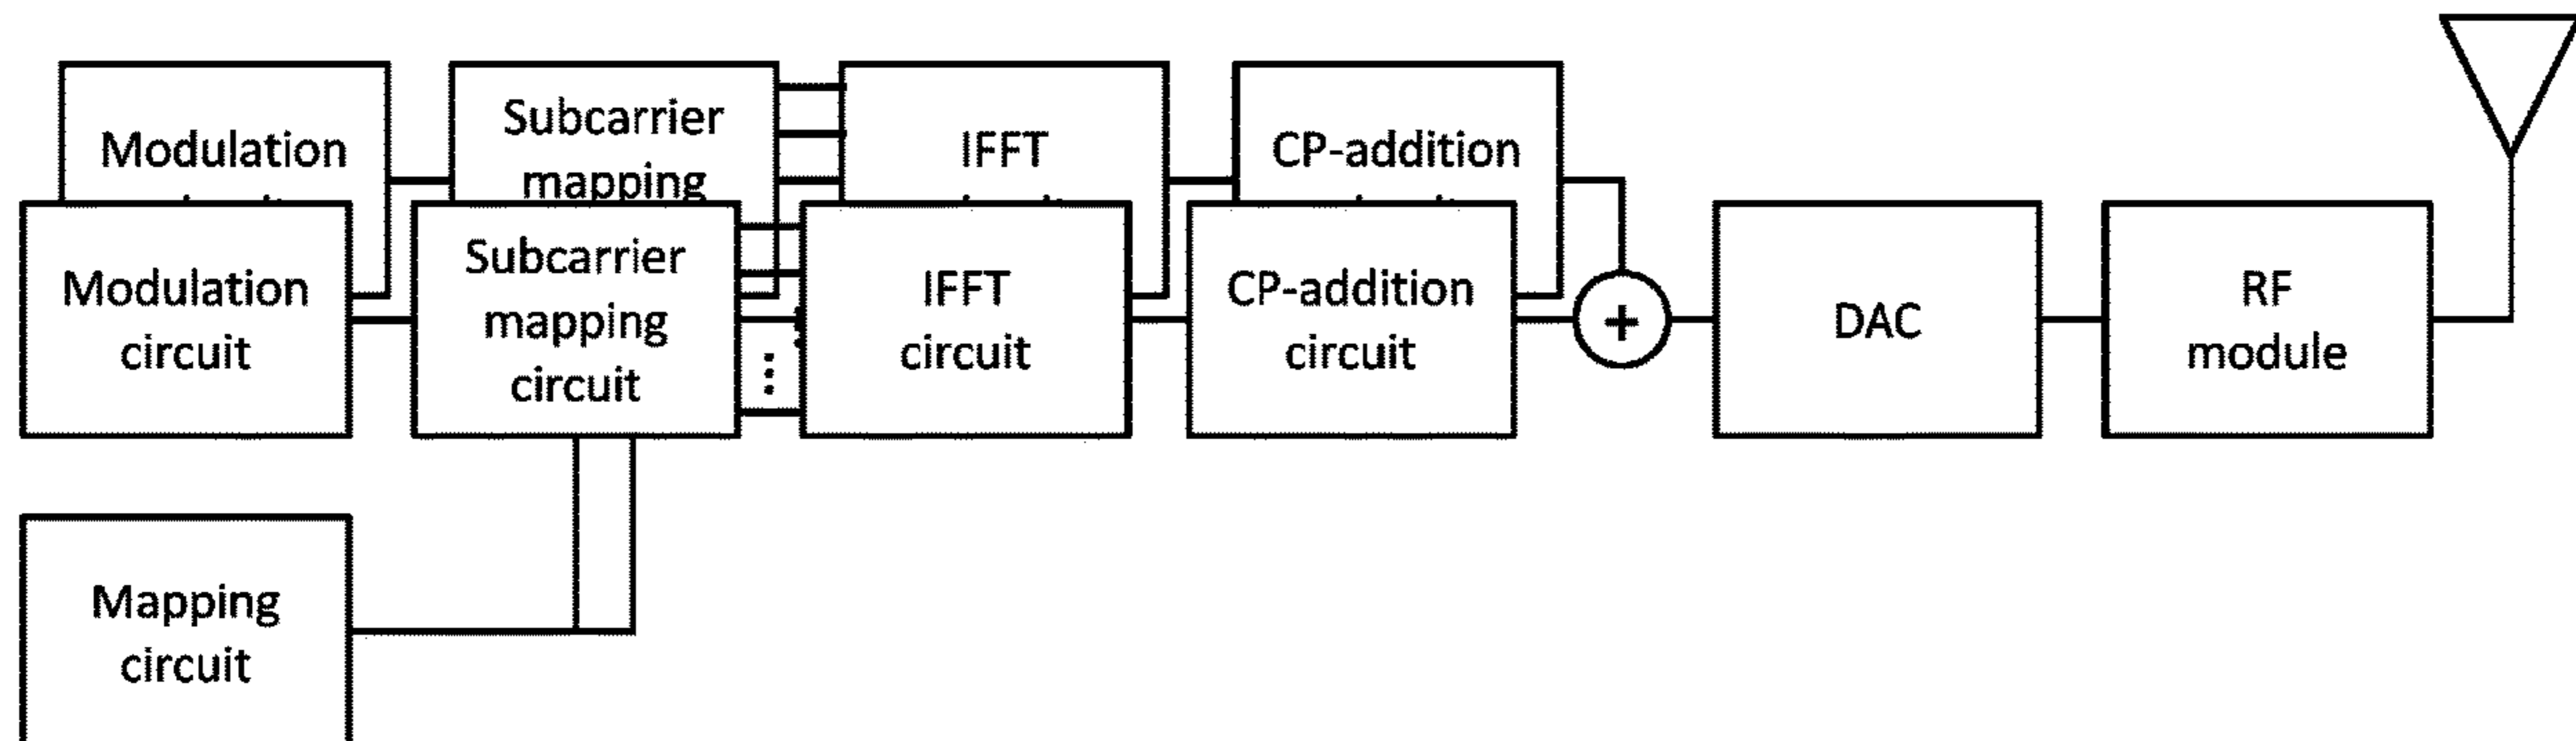 Modulation
Subcarrier
mapping
IFFT
CP-addition
Modulation
circuit
Subcarrier
mapping
circuit
IFFT
circuit
CP-addition
circuit
+
DAC
RF
module
Mapping
circuit